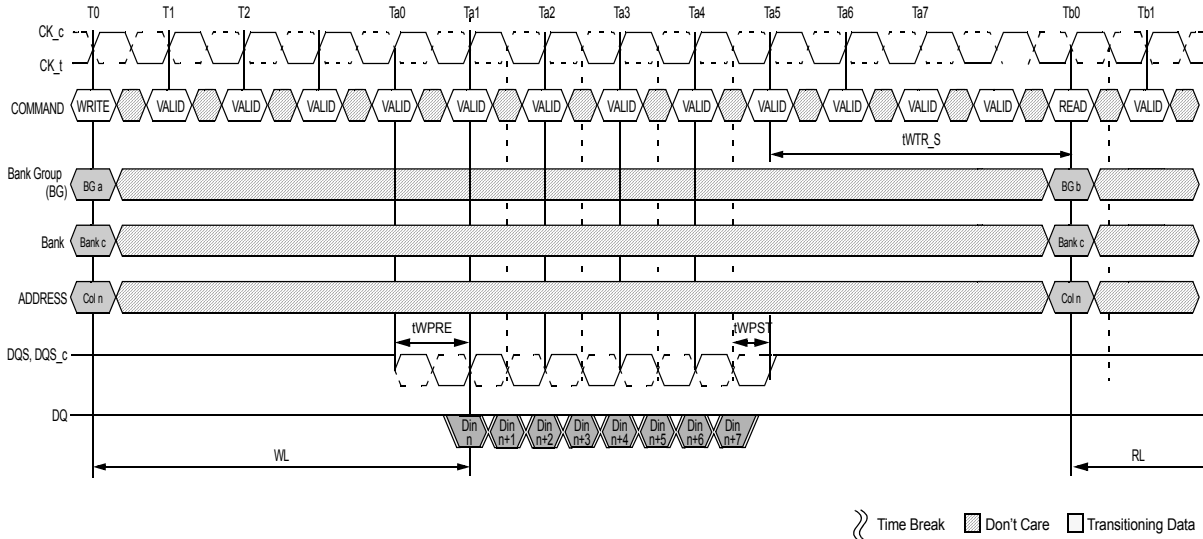 T0 T1 T2 Ta0 Ta1 Ta2 Ta3 Ta4 Ta5 Ta6 Ta7 Tb0 Tb1
CK_c
CK_t
COMMAND WRITE VALID VALID VALID VALID VALID VALID VALID VALID VALID VALID VALID VALID READ VALID
tWTR_S
Bank Group
(BG) BG a BG b
Bank Bank c Bank c
ADDRESS Col n Col n
tWPRE tWPST
DQS, DQS_c
DQ Din n Din n+1 Din n+2 Din n+3 Din n+4 Din n+5 Din n+6 Din n+7
WL RL
Time Break Don't Care Transitioning Data